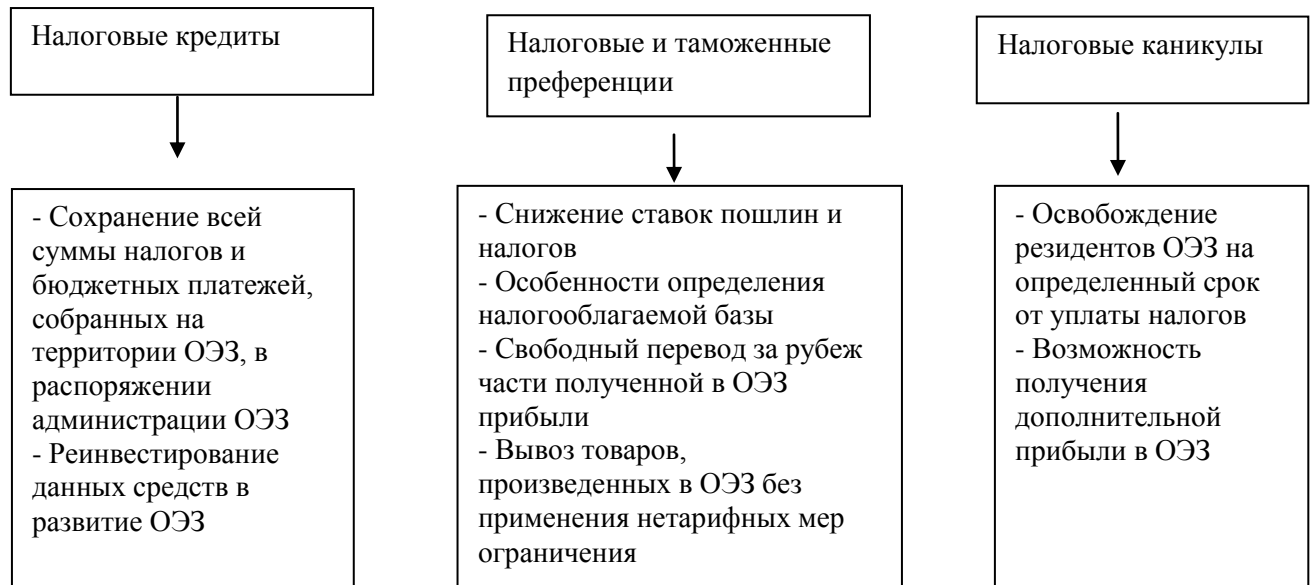 Налоговые кредиты
Налоговые и таможенные
преференции
Налоговые каникулы
- Сохранение всей
суммы налогов и
бюджетных платежей,
собранных на
территории ОЭЗ, в
распоряжении
администрации ОЭЗ
- Реинвестирование
данных средств в
развитие ОЭЗ
- Снижение ставок пошлин и
налогов
- Особенности определения
налогооблагаемой базы
- Свободный перевод за рубеж
части полученной в ОЭЗ
прибыли
- Вывоз товаров,
произведенных в ОЭЗ без
применения нетарифных мер
ограничения
- Освобождение
резидентов ОЭЗ на
определенный срок
от уплаты налогов
- Возможность
получения
дополнительной
прибыли в ОЭЗ